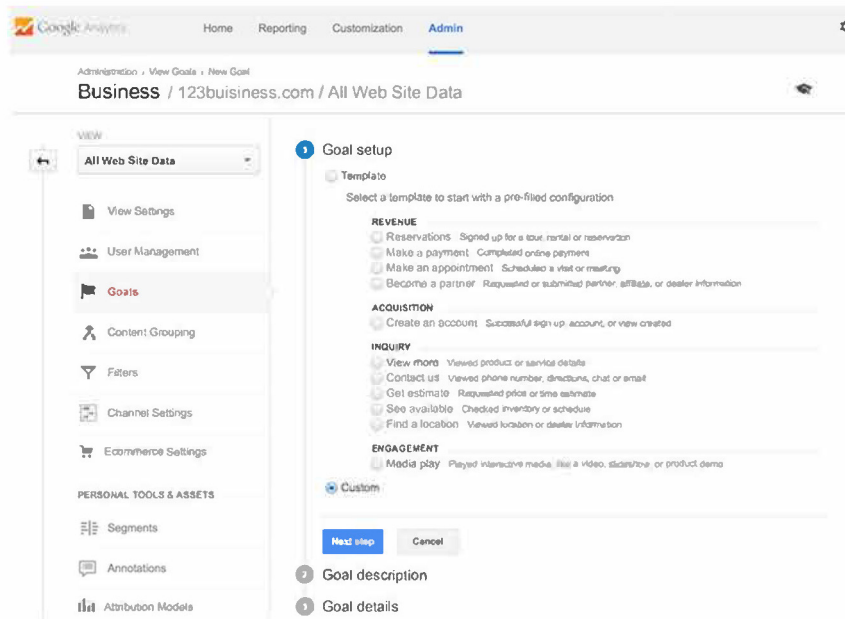 Google Analytics
Home Reporting Customization Admin
Administration › View Goals › New Goal
Business / 123buisiness.com / All Web Site Data
VIEW
All Web Site Data
View Settings
User Management
Goals
Content Grouping
Filters
Channel Settings
Ecommerce Settings
PERSONAL TOOLS & ASSETS
Segments
Annotations
Attribution Models
1 Goal setup
Template
Select a template to start with a pre-filled configuration
REVENUE
Reservations Signed up for a tour, rental or reservation
Make a payment Completed online payment
Make an appointment Scheduled a visit or meeting
Become a partner Requested or submitted partner, affiliate, or dealer information
ACQUISITION
Create an account Successful sign up, account, or view created
INQUIRY
View more Viewed product or service details
Contact us Viewed phone number, directions, chat or email
Get estimate Requested price or time estimate
See available Checked inventory or schedule
Find a location Viewed location or dealer information
ENGAGEMENT
Media play Played interactive media, like a video, slideshow, or product demo
Custom
Next step Cancel
2 Goal description
3 Goal details